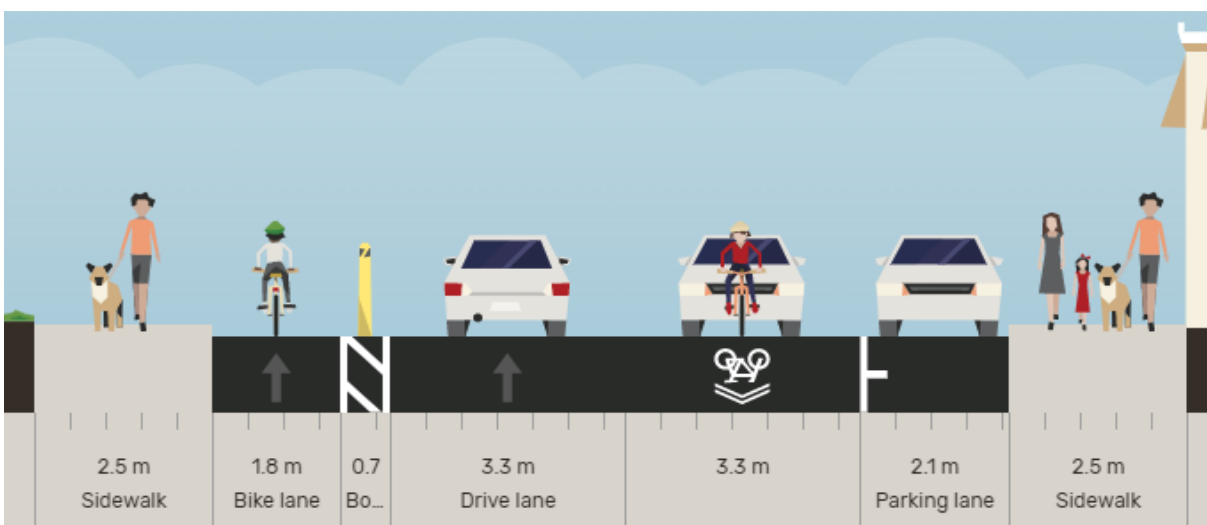 2.5 m
Sidewalk
1.8 m
Bike lane
0.7
Bo...
3.3 m
Drive lane
3.3 m
2.1 m
Parking lane
2.5 m
Sidewalk